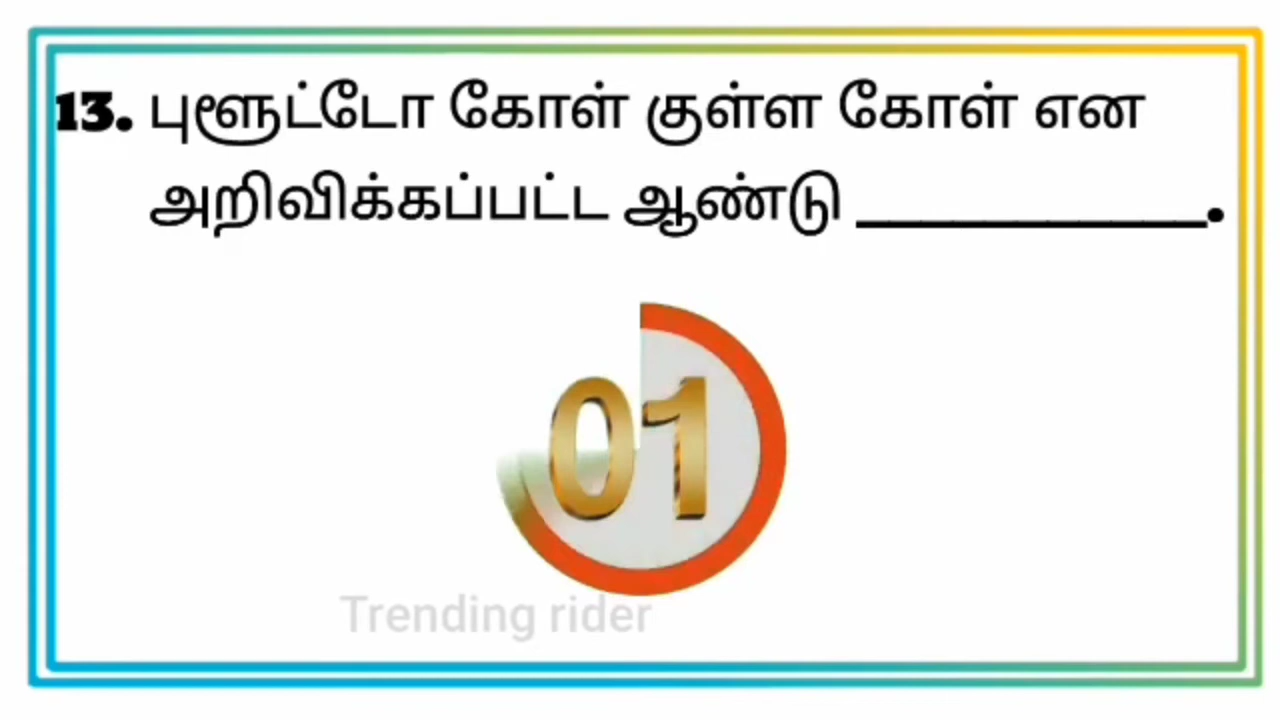 13. புளூட்டோ கோள் குள்ள கோள் என
அறிவிக்கப்பட்ட ஆண்டு ____________.
01
Trending rider